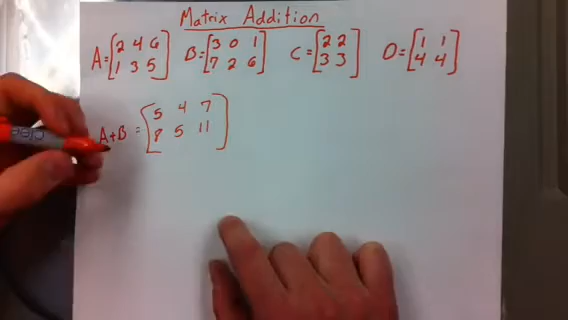 Matrix Addition
A=[2 4 6 B=[3 0 1 C=[2 2 D=[1 1
1 3 5] 7 2 6] 3 3] 4 4]
A+B=[5 4 7
8 5 11]